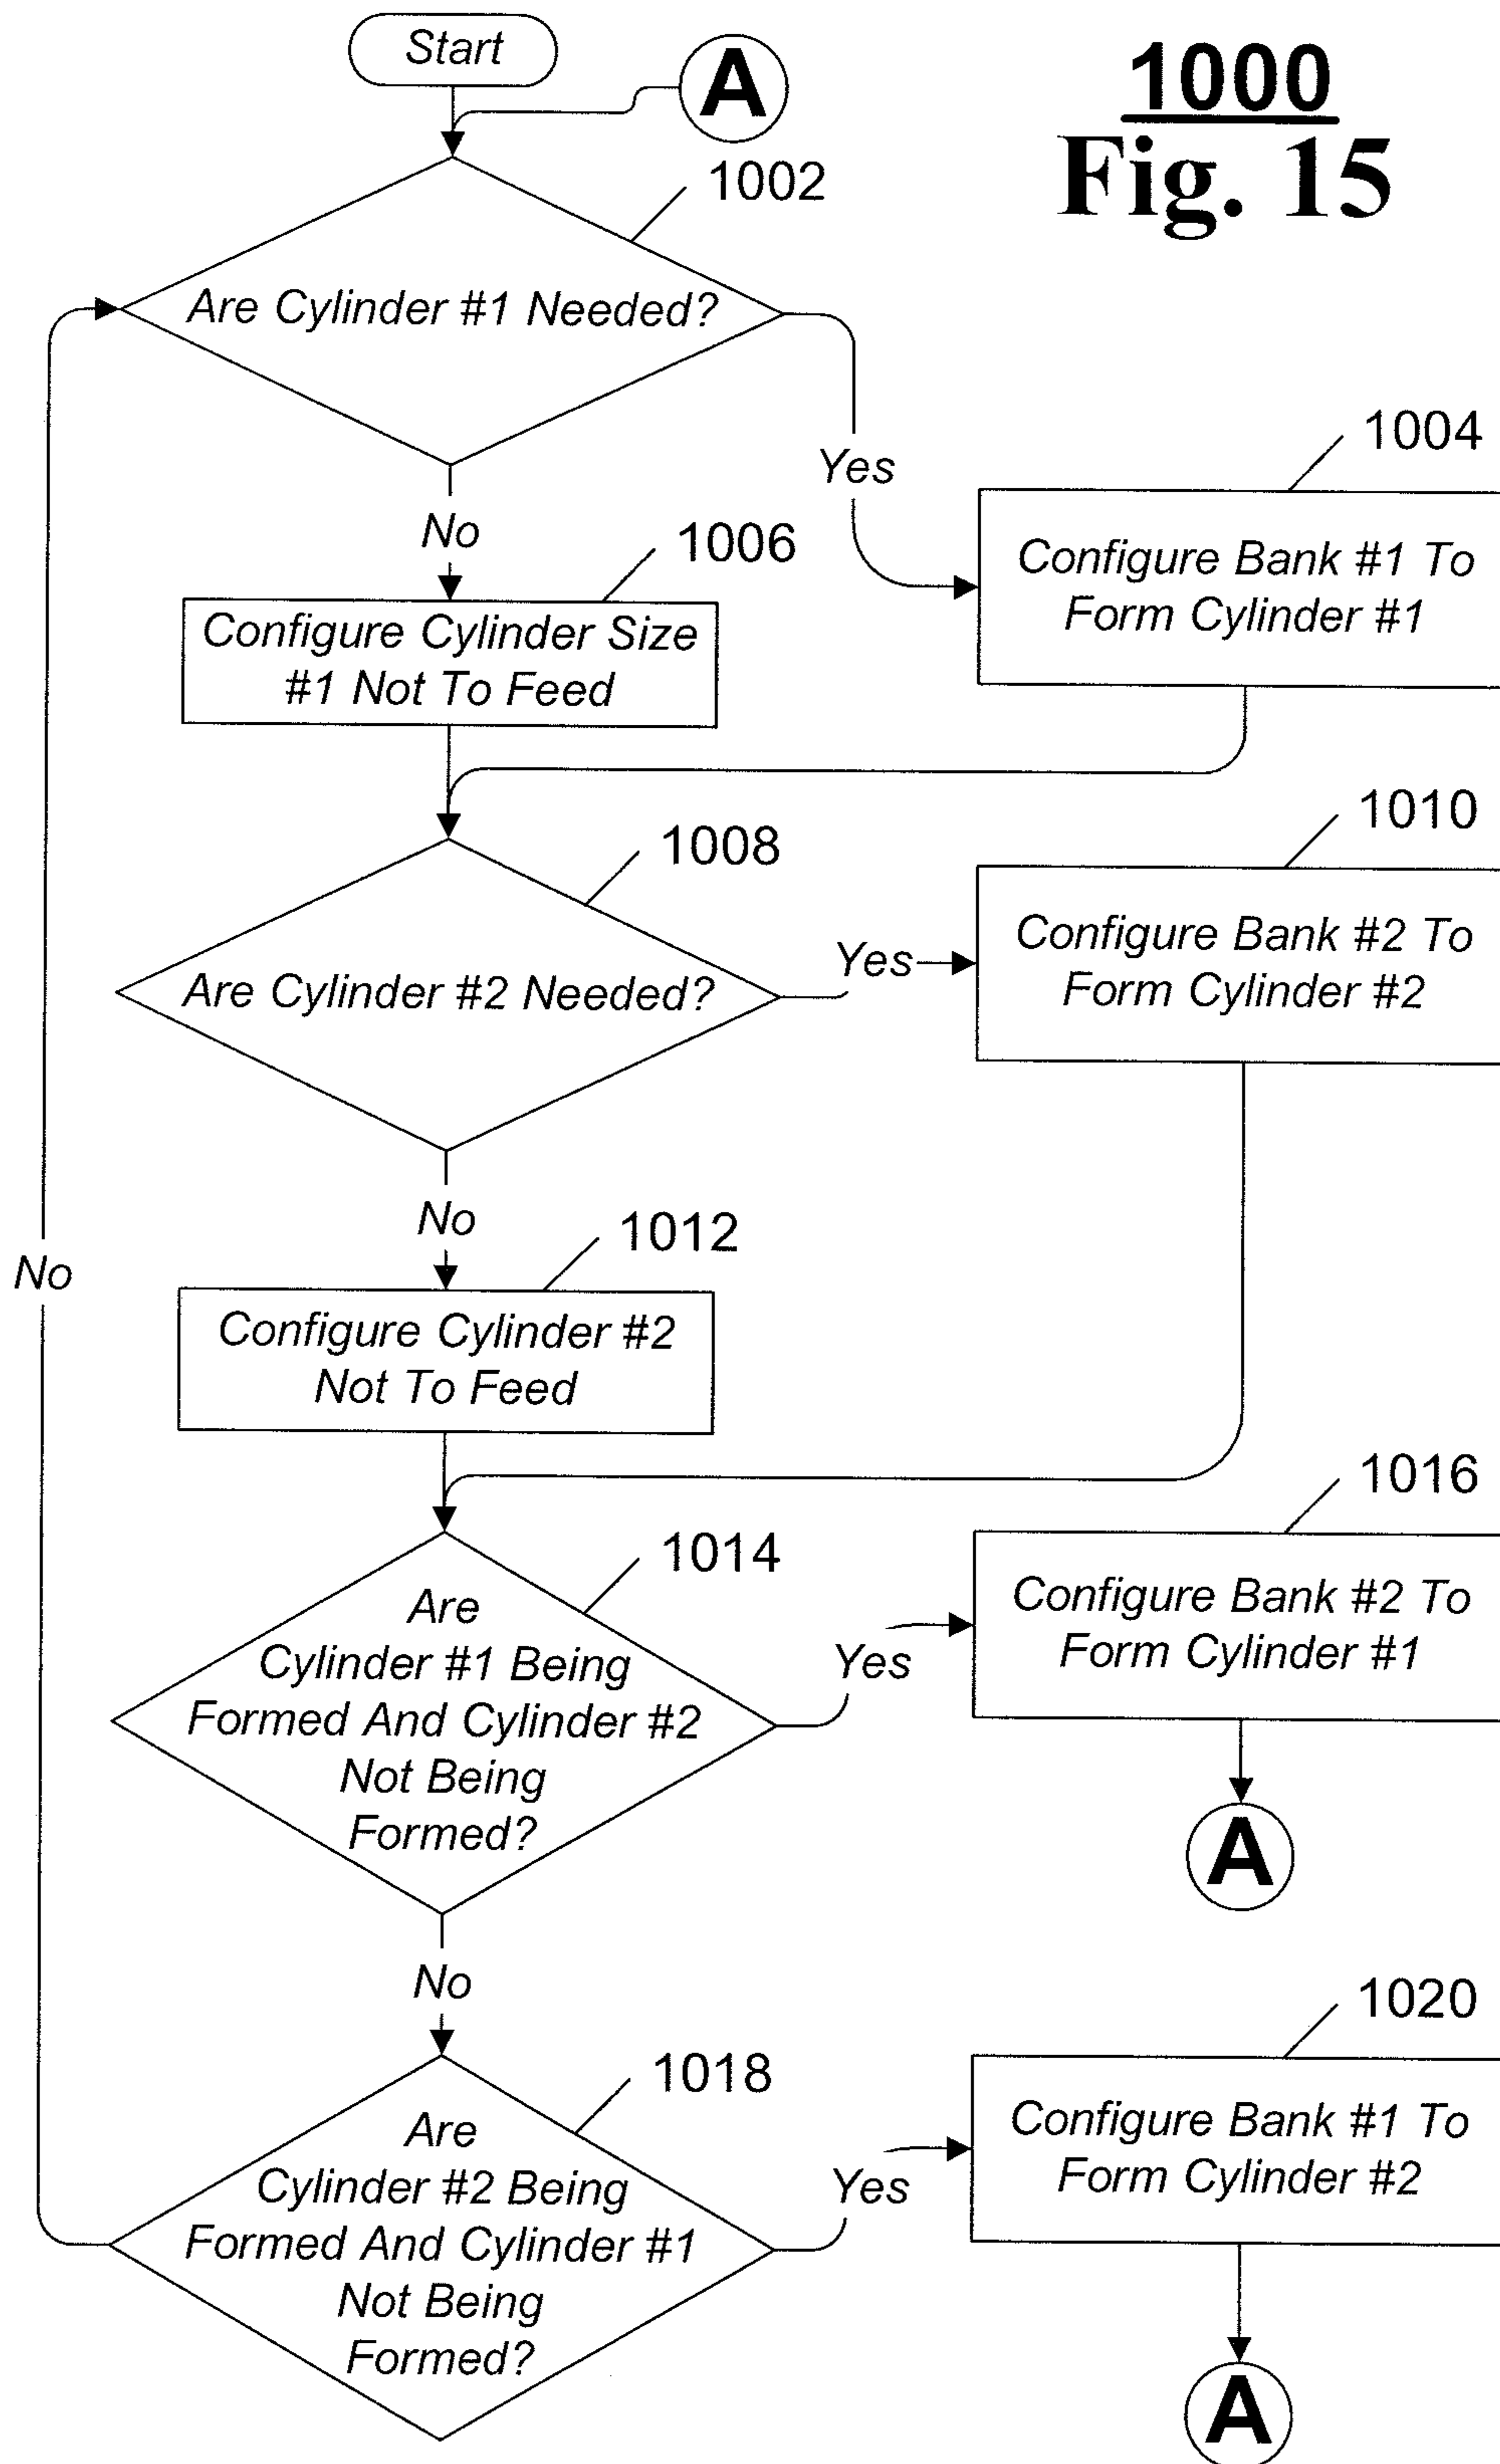 Start
A
1000
Fig. 15
1002
Are Cylinder #1 Needed?
Yes
1004
Configure Bank #1 To
Form Cylinder #1
No
1006
Configure Cylinder Size
#1 Not To Feed
1008
Are Cylinder #2 Needed?
Yes
1010
Configure Bank #2 To
Form Cylinder #2
No
1012
Configure Cylinder #2
Not To Feed
No
1014
Are
Cylinder #1 Being
Formed And Cylinder #2
Not Being
Formed?
Yes
1016
Configure Bank #2 To
Form Cylinder #1
A
No
1018
Are
Cylinder #2 Being
Formed And Cylinder #1
Not Being
Formed?
Yes
1020
Configure Bank #1 To
Form Cylinder #2
A